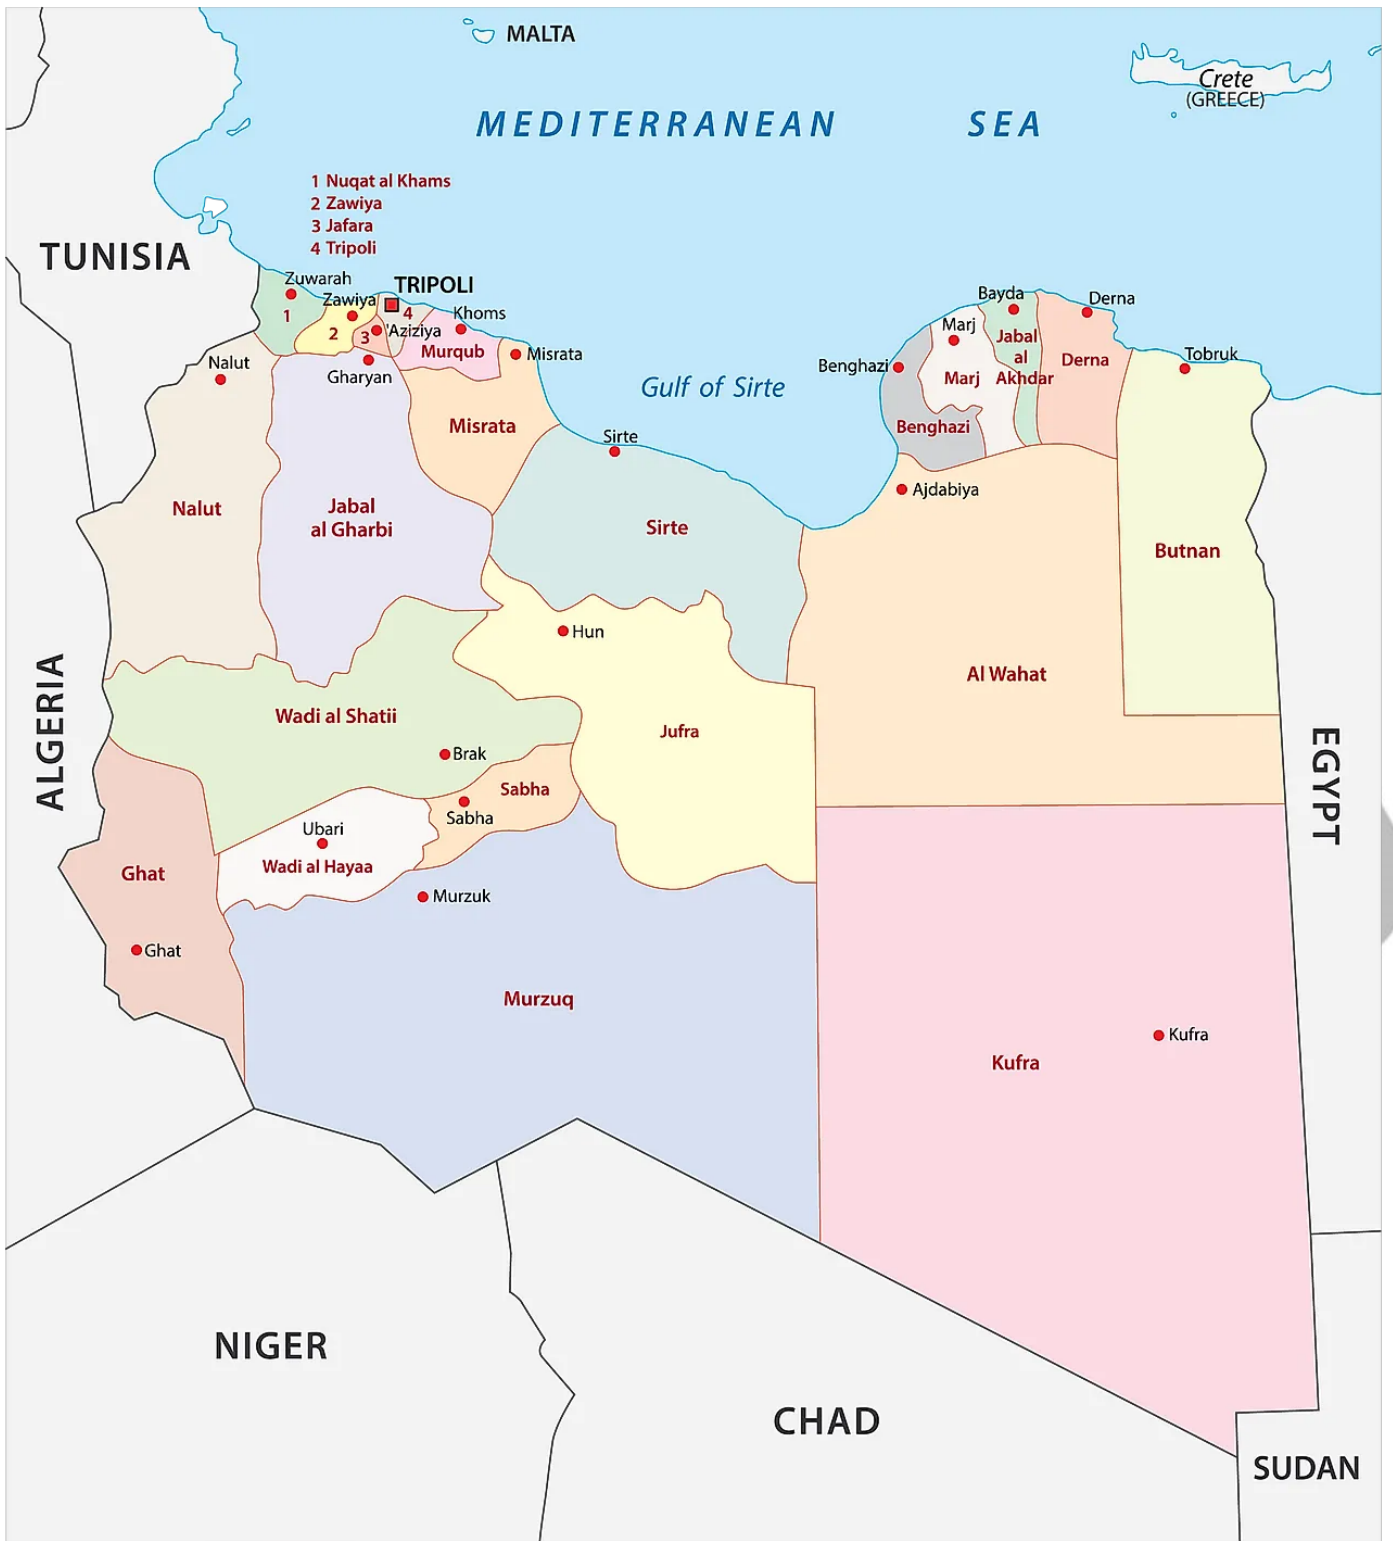 MALTA
Crete
(GREECE)
MEDITERRANEAN SEA
1 Nuqat al Khams
2 Zawiya
3 Jafara
4 Tripoli
TUNISIA
Zuwarah
TRIPOLI
Zawiya
1
2
3
4
'Aziziya
Khoms
Murqub
Misrata
Nalut
Gharyan
Gulf of Sirte
Bayda
Derna
Marj
Jabal
al
Akhdar
Derna
Benghazi
Marj
Tobruk
Misrata
Benghazi
Sirte
Ajdabiya
Nalut
Jabal
al Gharbi
Sirte
Butnan
Hun
Al Wahat
ALGERIA
Wadi al Shatii
Jufra
Brak
EGYPT
Sabha
Sabha
Ubari
Wadi al Hayaa
Ghat
Murzuk
Ghat
Murzuq
Kufra
Kufra
NIGER
CHAD
SUDAN